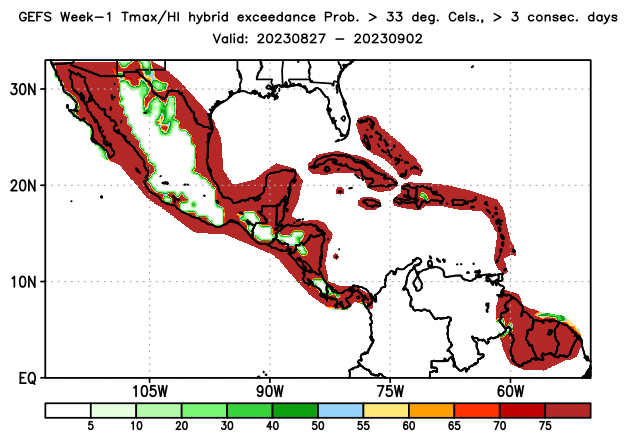 GEFS Week-1 Tmax/HI hybrid exceedance Prob. > 33 deg. Cels., > 3 consec. days
Valid: 20230827 - 20230902
30N
20N
10N
EQ
105W 90W 75W 60W
5 10 20 30 40 50 55 60 65 70 75